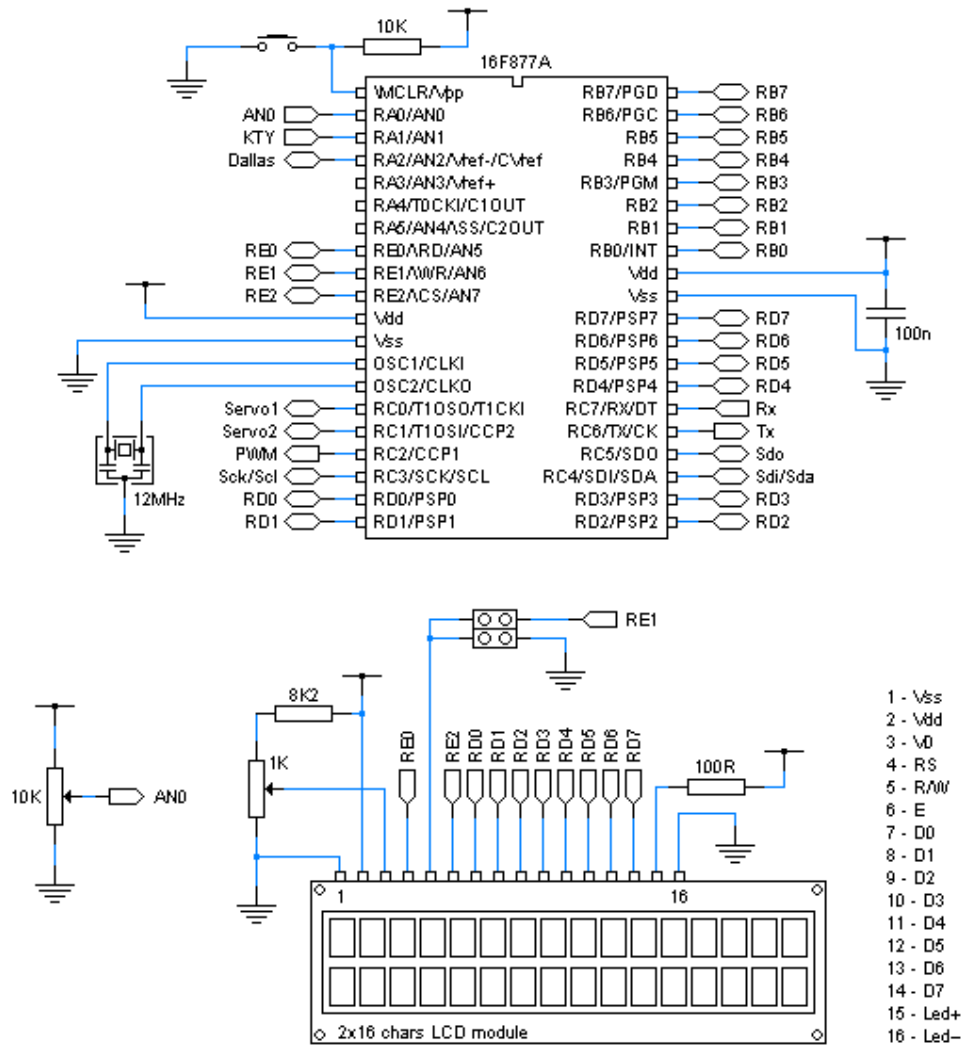 10K
16F877A
\MCLR/Vpp
RB7/PGD
RB7
AN0
RA0/AN0
RB6/PGC
RB6
KTY
RA1/AN1
RB5
RB5
Dallas
RA2/AN2/Vref-/CVref
RB4
RB4
RA3/AN3/Vref+
RB3/PGM
RB3
RA4/T0CKI/C1OUT
RB2
RB2
RA5/AN4/\SS/C2OUT
RB1
RB1
RE0
RE0/\RD/AN5
RB0/INT
RB0
RE1
RE1/\WR/AN6
Vdd
RE2
RE2/\CS/AN7
Vss
Vdd
RD7/PSP7
RD7
Vss
RD6/PSP6
RD6
100n
OSC1/CLKI
RD5/PSP5
RD5
OSC2/CLKO
RD4/PSP4
RD4
Servo1
RC0/T1OSO/T1CKI
RC7/RX/DT
Rx
Servo2
RC1/T1OSI/CCP2
RC6/TX/CK
Tx
PWM
RC2/CCP1
RC5/SDO
Sdo
Sck/Scl
RC3/SCK/SCL
RC4/SDI/SDA
Sdi/Sda
12MHz
RD0
RD0/PSP0
RD3/PSP3
RD3
RD1
RD1/PSP1
RD2/PSP2
RD2
RE1
8K2
1K
10K
AN0
RE0
RE2
RD0
RD1
RD2
RD3
RD4
RD5
RD6
RD7
100R
1
16
2x16 chars LCD module
1 - Vss
2 - Vdd
3 - V0
4 - RS
5 - R/\W
6 - E
7 - D0
8 - D1
9 - D2
10 - D3
11 - D4
12 - D5
13 - D6
14 - D7
15 - Led+
16 - Led-